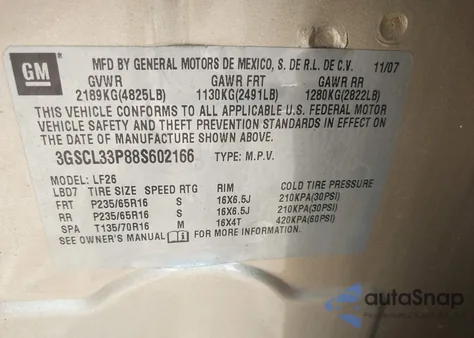 GM
MFD BY GENERAL MOTORS DE MEXICO, S. DE R.L. DE C.V. 11/07
GVWR GAWR FRT GAWR RR
2189KG(4825LB) 1130KG(2491LB) 1280KG(2822LB)
THIS VEHICLE CONFORMS TO ALL APPLICABLE U.S. FEDERAL MOTOR
VEHICLE SAFETY AND THEFT PREVENTION STANDARDS IN EFFECT ON
THE DATE OF MANUFACTURE SHOWN ABOVE.
3GSCL33P88S602166 TYPE: M.P.V.
MODEL: LF26
LBD7 TIRE SIZE SPEED RTG RIM COLD TIRE PRESSURE
FRT P235/65R16 S 16X6.5J 210KPA(30PSI)
RR P235/65R16 S 16X6.5J 210KPA(30PSI)
SPA T135/70R16 M 16X4T 420KPA(60PSI)
SEE OWNER'S MANUAL i FOR MORE INFORMATION.
autoSnap